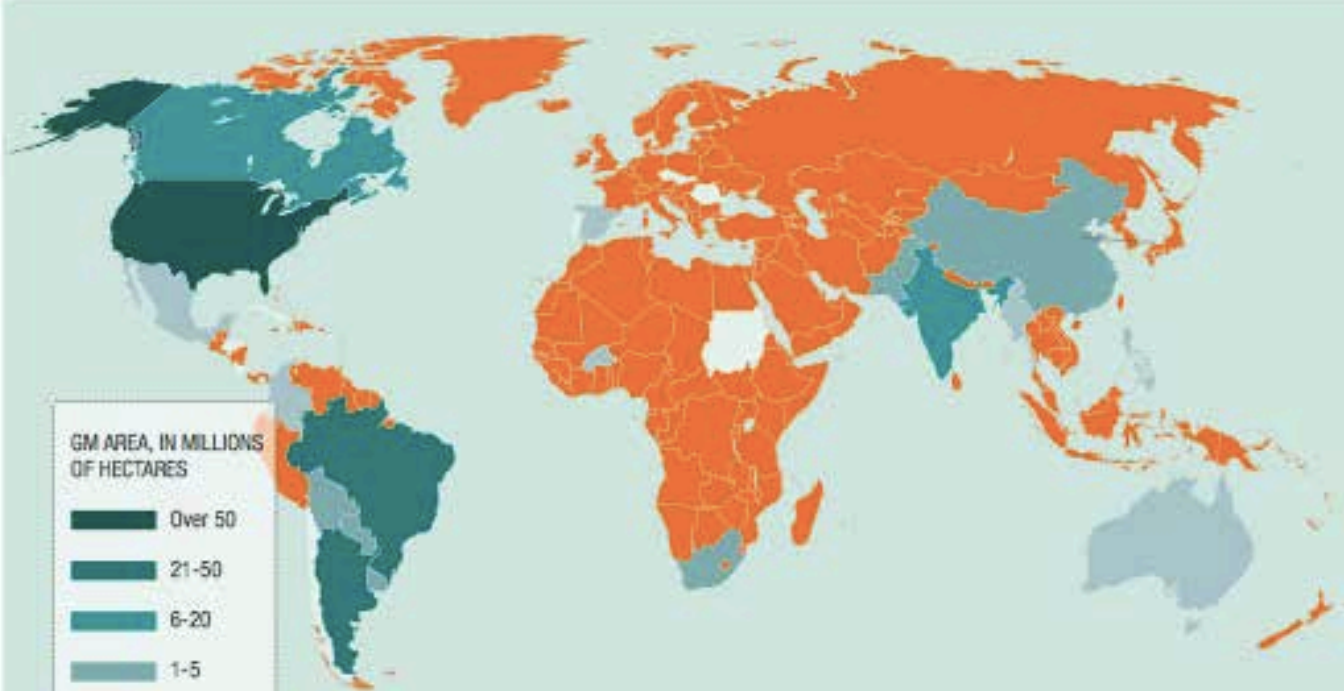 GM AREA, IN MILLIONS
OF HECTARES
Over 50
21-50
6-20
1-5